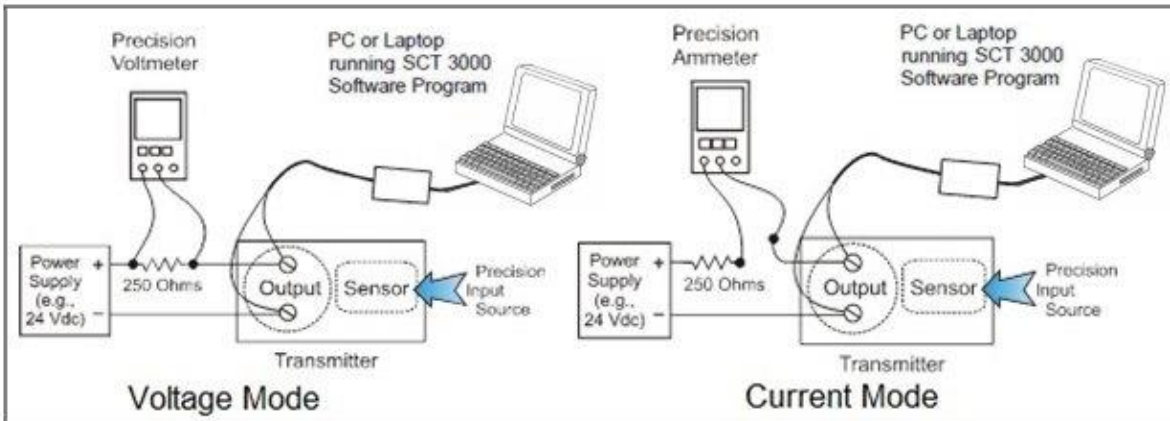 Precision
Voltmeter
PC or Laptop
running SCT 3000
Software Program
Power
Supply
(e.g.,
24 Vdc)
+
−
250 Ohms
Output
Sensor
Precision
Input
Source
Transmitter
Voltage Mode
Precision
Ammeter
PC or Laptop
running SCT 3000
Software Program
Power
Supply
(e.g.,
24 Vdc)
+
−
250 Ohms
Output
Sensor
Precision
Input
Source
Transmitter
Current Mode